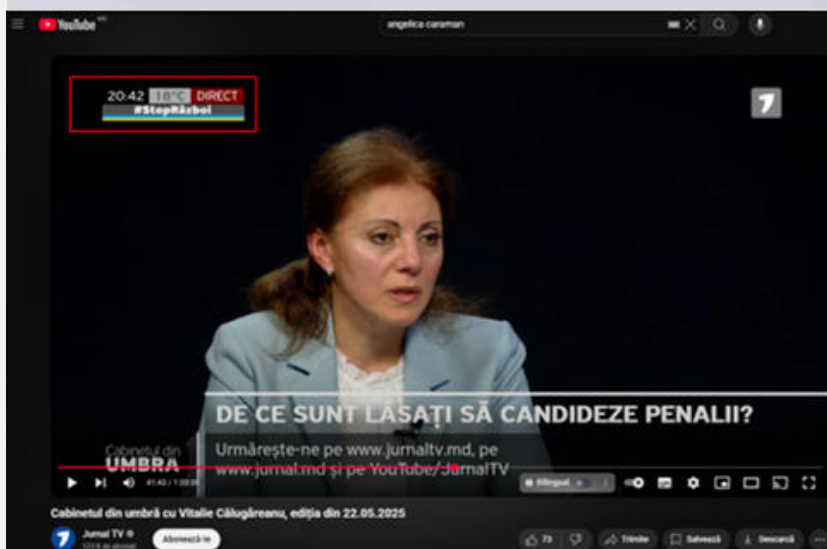 YouTube
angelica caraman
20:42 18°C DIRECT
#StopRăzboi
7
DE CE SUNT LĂSAȚI SĂ CANDIDEZE PENALII?
Cabinetul din
UMBRĂ
Urmărește-ne pe www.jurnaltv.md, pe
www.jurnal.md și pe YouTube/JurnalTV
Bilingual
Cabinetul din umbră cu Vitalie Călugăreanu, ediția din 22.05.2025
Jurnal TV
Abonează-te
73
Trimite
Salvează
Descarcă